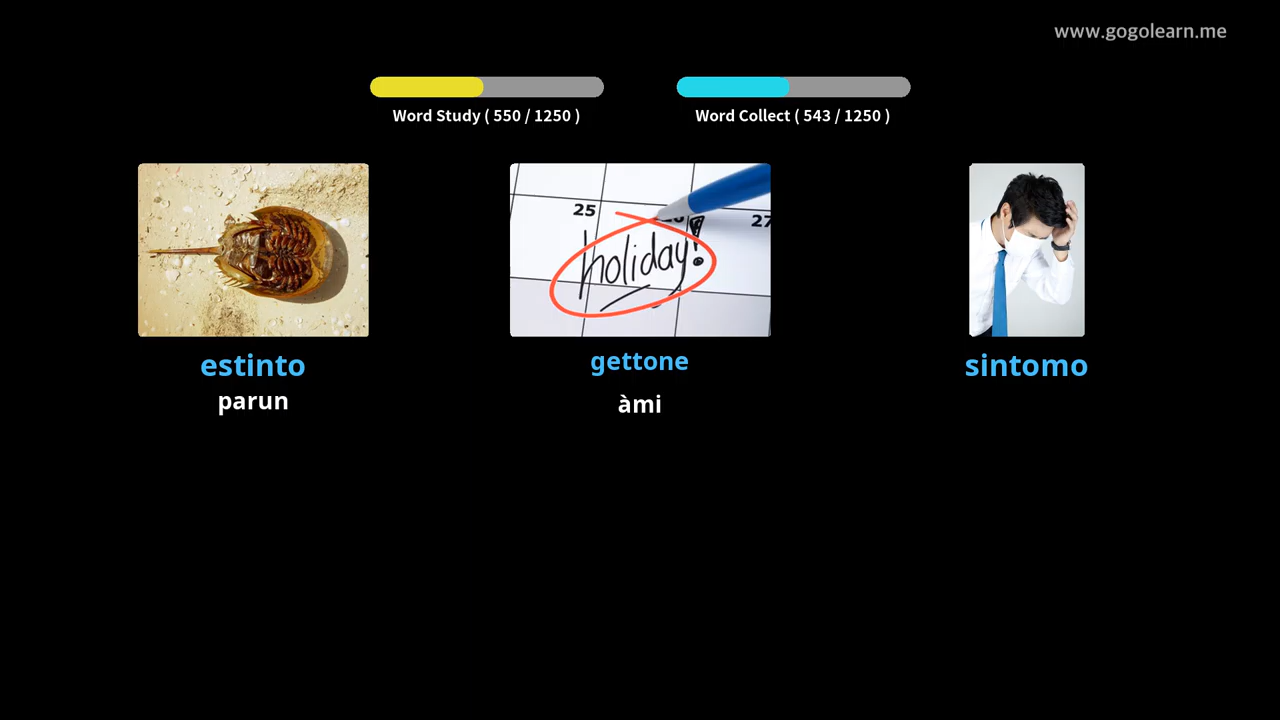 www.gogolearn.me
Word Study ( 550 / 1250 )
Word Collect ( 543 / 1250 )
25
27
holiday!
estinto
parun
gettone
àmi
sintomo